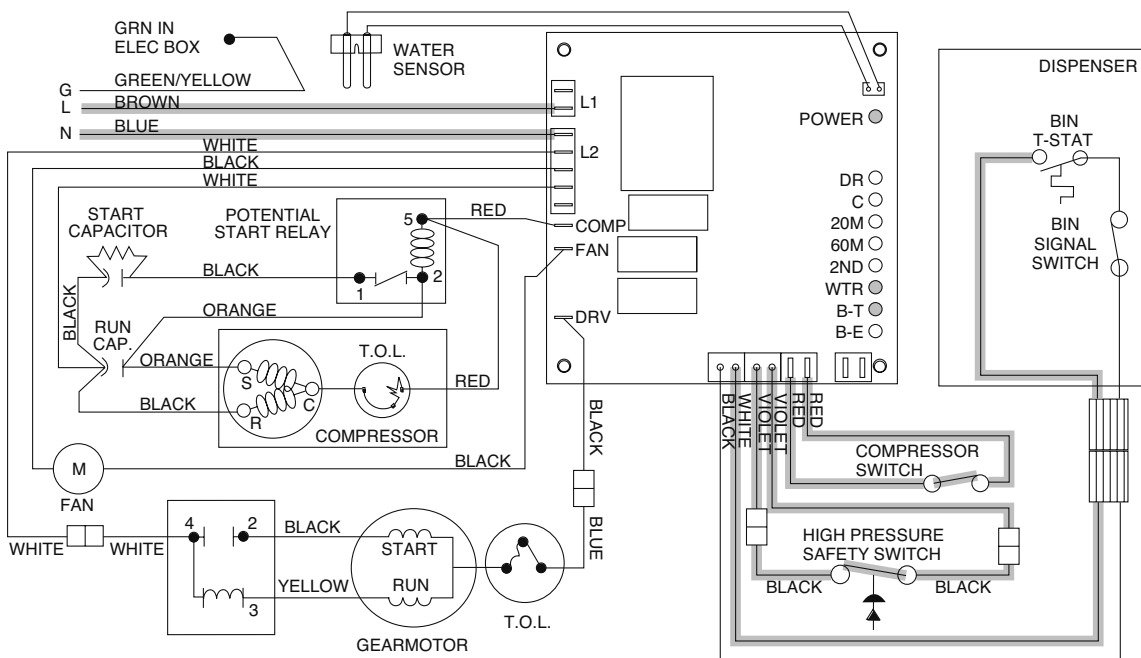 GRN IN
ELEC BOX
WATER
SENSOR
DISPENSER
G
GREEN/YELLOW
L
BROWN
L1
N
BLUE
POWER
BIN
T-STAT
WHITE
L2
BLACK
WHITE
DR
C
20M
60M
2ND
WTR
B-T
B-E
BIN
SIGNAL
SWITCH
START
CAPACITOR
POTENTIAL
START RELAY
5
RED
COMP
FAN
BLACK
1
2
ORANGE
DRV
BLACK
RUN
CAP.
ORANGE
T.O.L.
S
RED
C
BLACK
R
COMPRESSOR
BLACK
WHITE
VIOLET
VIOLET
RED
RED
BLACK
M
FAN
BLACK
COMPRESSOR
SWITCH
4
2
BLACK
WHITE
WHITE
START
BLUE
HIGH PRESSURE
SAFETY SWITCH
YELLOW
RUN
3
BLACK
BLACK
T.O.L.
GEARMOTOR